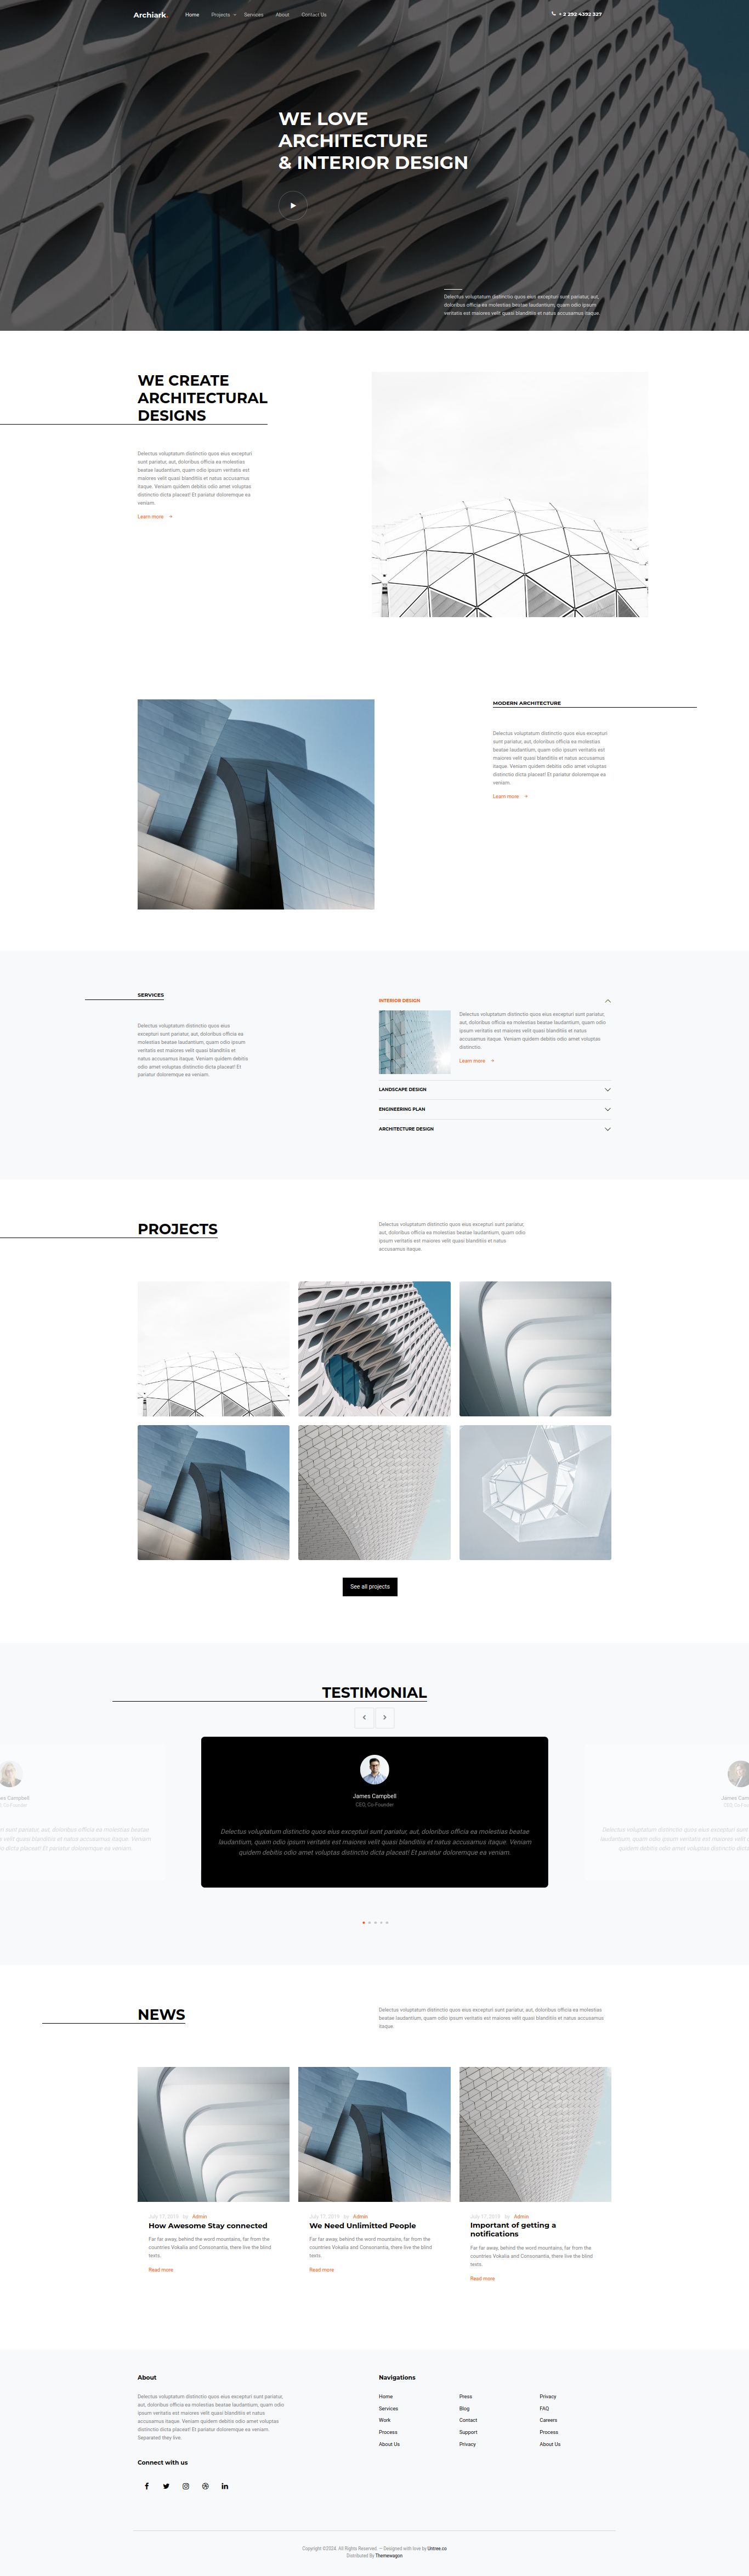 Archiark.
Home Projects Services About Contact Us
+ 2 292 4392 327
WE LOVE
ARCHITECTURE
& INTERIOR DESIGN
Delectus voluptatum distinctio quos eius excepturi sunt pariatur, aut,
doloribus officia ea molestias beatae laudantium, quam odio ipsum
veritatis est maiores velit quasi blanditiis et natus accusamus itaque.
WE CREATE
ARCHITECTURAL
DESIGNS
Delectus voluptatum distinctio quos eius excepturi
sunt pariatur, aut, doloribus officia ea molestias
beatae laudantium, quam odio ipsum veritatis est
maiores velit quasi blanditiis et natus accusamus
itaque. Veniam quidem debitis odio amet voluptas
distinctio dicta placeat! Et pariatur doloremque ea
veniam.
Learn more
MODERN ARCHITECTURE
Delectus voluptatum distinctio quos eius excepturi
sunt pariatur, aut, doloribus officia ea molestias
beatae laudantium, quam odio ipsum veritatis est
maiores velit quasi blanditiis et natus accusamus
itaque. Veniam quidem debitis odio amet voluptas
distinctio dicta placeat! Et pariatur doloremque ea
veniam.
Learn more
SERVICES
Delectus voluptatum distinctio quos eius
excepturi sunt pariatur, aut, doloribus officia ea
molestias beatae laudantium, quam odio ipsum
veritatis est maiores velit quasi blanditiis et
natus accusamus itaque. Veniam quidem debitis
odio amet voluptas distinctio dicta placeat! Et
pariatur doloremque ea veniam.
INTERIOR DESIGN
Delectus voluptatum distinctio quos eius excepturi sunt pariatur,
aut, doloribus officia ea molestias beatae laudantium, quam odio
ipsum veritatis est maiores velit quasi blanditiis et natus
accusamus itaque. Veniam quidem debitis odio amet voluptas
distinctio.
Learn more
LANDSCAPE DESIGN
ENGINEERING PLAN
ARCHITECTURE DESIGN
PROJECTS
Delectus voluptatum distinctio quos eius excepturi sunt pariatur,
aut, doloribus officia ea molestias beatae laudantium, quam odio
ipsum veritatis est maiores velit quasi blanditiis et natus
accusamus itaque.
See all projects
TESTIMONIAL
James Campbell
CEO, Co-Founder
Delectus voluptatum distinctio quos eius excepturi sunt pariatur, aut, doloribus officia ea molestias beatae
laudantium, quam odio ipsum veritatis est maiores velit quasi blanditiis et natus accusamus itaque. Veniam
quidem debitis odio amet voluptas distinctio dicta placeat! Et pariatur doloremque ea veniam.
NEWS
Delectus voluptatum distinctio quos eius excepturi sunt pariatur, aut, doloribus officia ea molestias
beatae laudantium, quam odio ipsum veritatis est maiores velit quasi blanditiis et natus accusamus
itaque.
July 17, 2019 by Admin
How Awesome Stay connected
Far far away, behind the word mountains, far from the
countries Vokalia and Consonantia, there live the blind
texts.
Read more
July 17, 2019 by Admin
We Need Unlimitted People
Far far away, behind the word mountains, far from the
countries Vokalia and Consonantia, there live the blind
texts.
Read more
July 17, 2019 by Admin
Important of getting a
notifications
Far far away, behind the word mountains, far from the
countries Vokalia and Consonantia, there live the blind
texts.
Read more
About
Delectus voluptatum distinctio quos eius excepturi sunt pariatur,
aut, doloribus officia ea molestias beatae laudantium, quam odio
ipsum veritatis est maiores velit quasi blanditiis et natus
accusamus itaque. Veniam quidem debitis odio amet voluptas
distinctio dicta placeat! Et pariatur doloremque ea veniam.
Separated they live.
Connect with us
Navigations
Home
Services
Work
Process
About Us
Press
Blog
Contact
Support
Privacy
Privacy
FAQ
Careers
Process
About Us
Copyright ©2024. All Rights Reserved. — Designed with love by Untree.co
Distributed By Themewagon